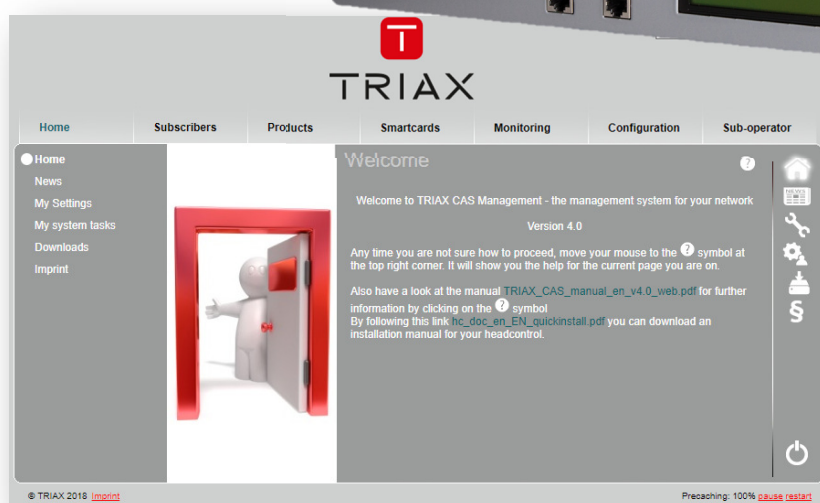 TRIAX
Home Subscribers Products Smartcards Monitoring Configuration Sub-operator
Home
News
My Settings
My system tasks
Downloads
Imprint
Welcome
?
Welcome to TRIAX CAS Management - the management system for your network
Version 4.0
Any time you are not sure how to proceed, move your mouse to the ? symbol at
the top right corner. It will show you the help for the current page you are on.
Also have a look at the manual TRIAX_CAS_manual_en_v4.0_web.pdf for further
information by clicking on the ? symbol
By following this link hc_doc_en_EN_quickinstall.pdf you can download an
installation manual for your headcontrol.
§
© TRIAX 2018 Imprint
Precaching: 100% pause restart